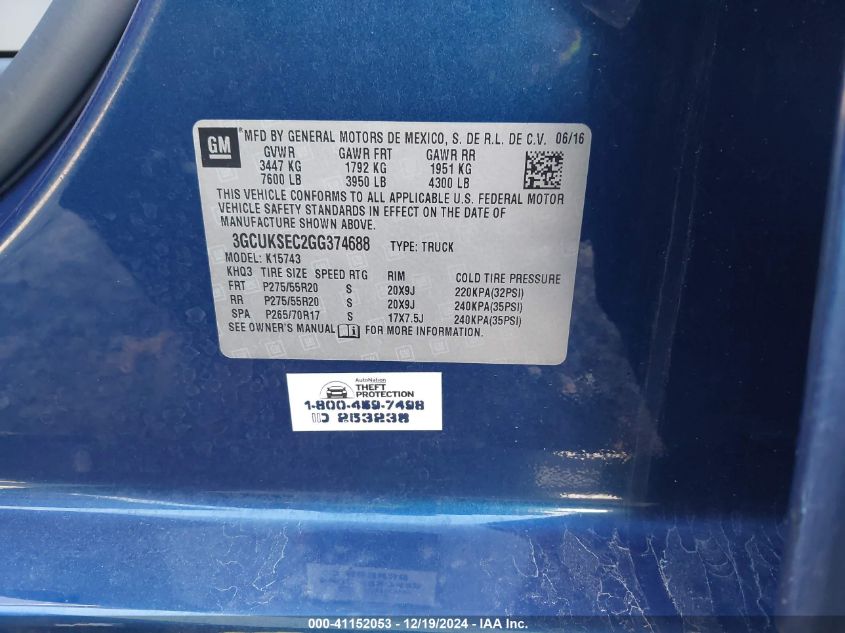 GM ® MFD BY GENERAL MOTORS DE MEXICO, S. DE R.L. DE C.V. 06/16
GVWR GAWR FRT GAWR RR
3447 KG 1792 KG 1951 KG
7600 LB 3950 LB 4300 LB
THIS VEHICLE CONFORMS TO ALL APPLICABLE U.S. FEDERAL MOTOR
VEHICLE SAFETY STANDARDS IN EFFECT ON THE DATE OF
MANUFACTURE SHOWN ABOVE.
3GCUKSEC2GG374688 TYPE: TRUCK
MODEL: K15743
KHQ3 TIRE SIZE SPEED RTG RIM COLD TIRE PRESSURE
FRT P275/55R20 S 20X9J 220KPA(32PSI)
RR P275/55R20 S 20X9J 240KPA(35PSI)
SPA P265/70R17 S 17X7.5J 240KPA(35PSI)
SEE OWNER'S MANUAL FOR MORE INFORMATION.
AutoNation
THEFT
PROTECTION
1-800-459-7498
ID 253238
000-41152053 - 12/19/2024 - IAA Inc.